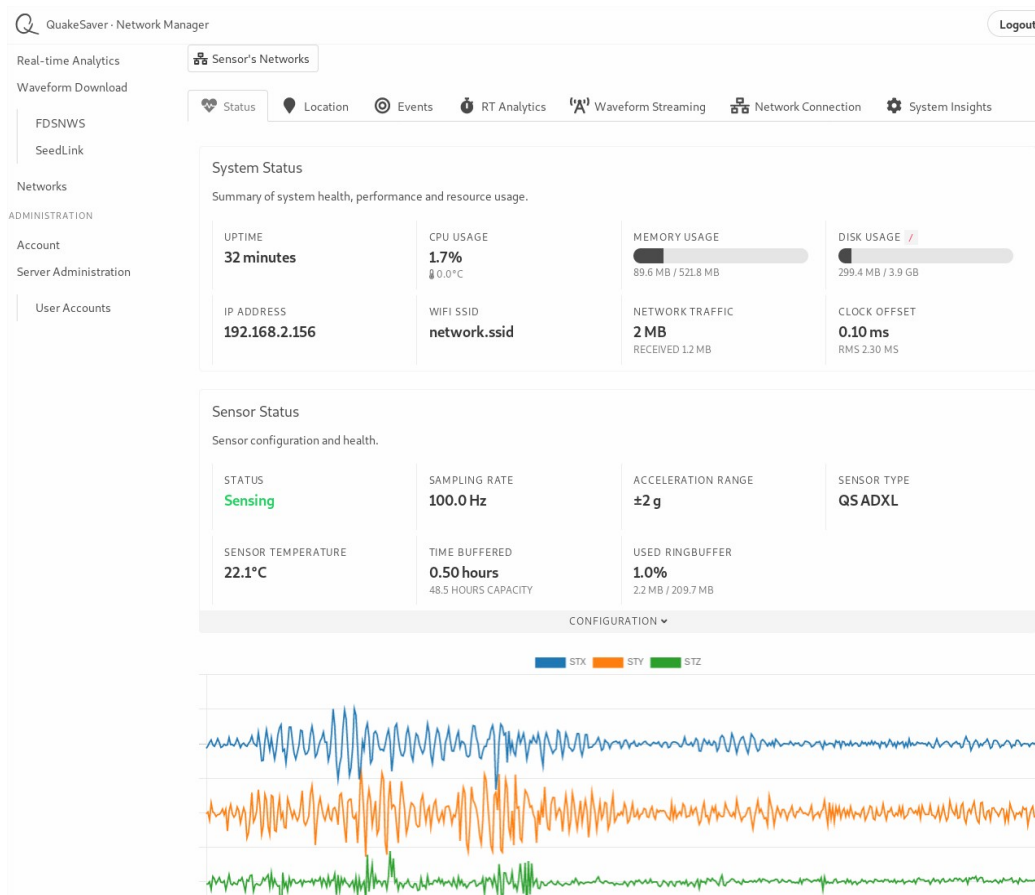 QuakeSaver · Network Manager
Logout
Real-time Analytics
Waveform Download
FDSNWS
SeedLink
Networks
ADMINISTRATION
Account
Server Administration
User Accounts
Sensor's Networks
Status
Location
Events
RT Analytics
Waveform Streaming
Network Connection
System Insights
System Status
Summary of system health, performance and resource usage.
UPTIME
32 minutes
CPU USAGE
1.7%
0.0°C
MEMORY USAGE
89.6 MB / 521.8 MB
DISK USAGE /
299.4 MB / 3.9 GB
IP ADDRESS
192.168.2.156
WIFI SSID
network.ssid
NETWORK TRAFFIC
2 MB
RECEIVED 1.2 MB
CLOCK OFFSET
0.10 ms
RMS 2.30 MS
Sensor Status
Sensor configuration and health.
STATUS
Sensing
SAMPLING RATE
100.0 Hz
ACCELERATION RANGE
±2 g
SENSOR TYPE
QS ADXL
SENSOR TEMPERATURE
22.1°C
TIME BUFFERED
0.50 hours
48.5 HOURS CAPACITY
USED RINGBUFFER
1.0%
2.2 MB / 209.7 MB
CONFIGURATION
STX STY STZ